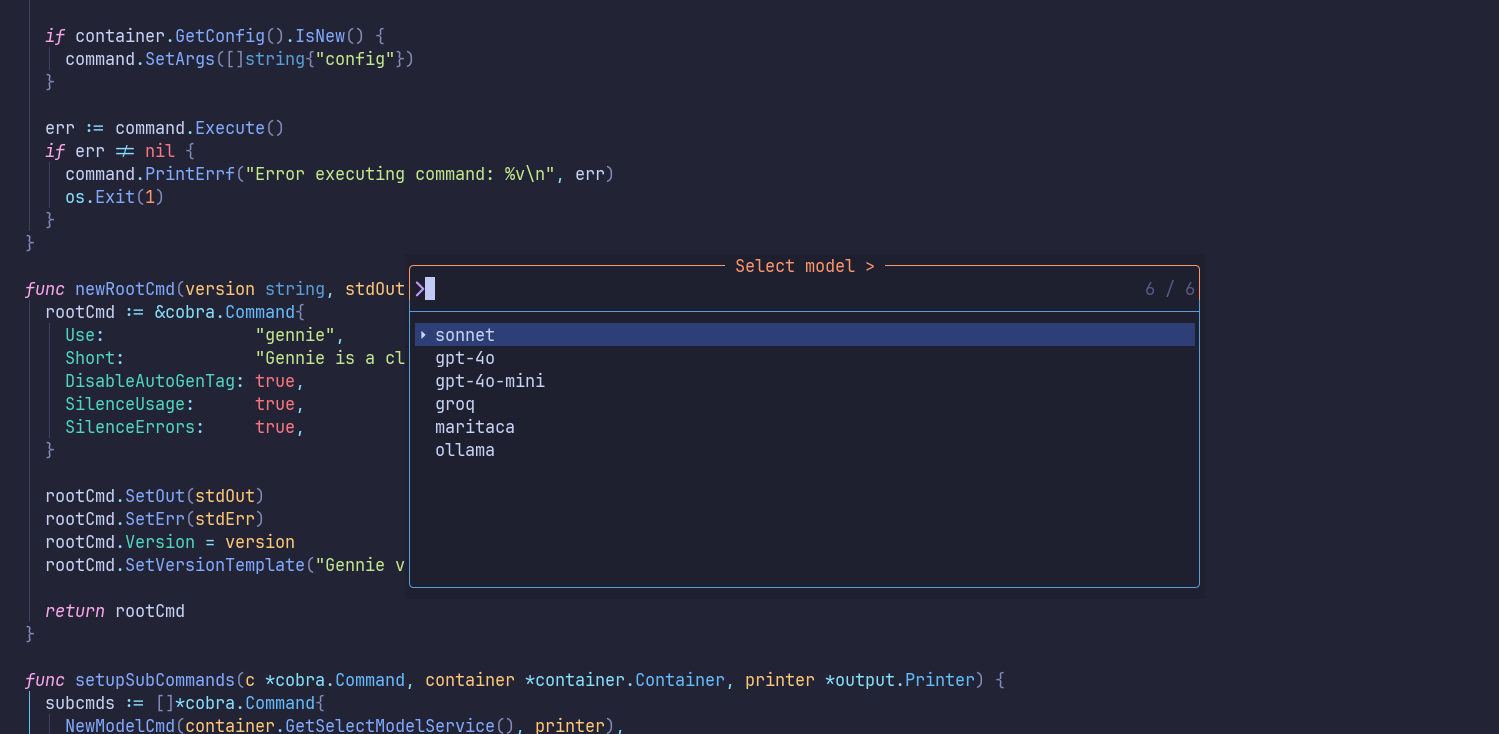 if container.GetConfig().IsNew() {
command.SetArgs([]string{"config"})
}
err := command.Execute()
if err != nil {
command.PrintErrf("Error executing command: %v\n", err)
os.Exit(1)
}
}
func newRootCmd(version string, stdOut
rootCmd := &cobra.Command{
Use: "gennie",
Short: "Gennie is a cl
DisableAutoGenTag: true,
SilenceUsage: true,
SilenceErrors: true,
}
rootCmd.SetOut(stdOut)
rootCmd.SetErr(stdErr)
rootCmd.Version = version
rootCmd.SetVersionTemplate("Gennie v
return rootCmd
}
Select model >
> 6 / 6
▸ sonnet
gpt-4o
gpt-4o-mini
groq
maritaca
ollama
func setupSubCommands(c *cobra.Command, container *container.Container, printer *output.Printer) {
subcmds := []*cobra.Command{
NewModelCmd(container.GetSelectModelService(), printer),